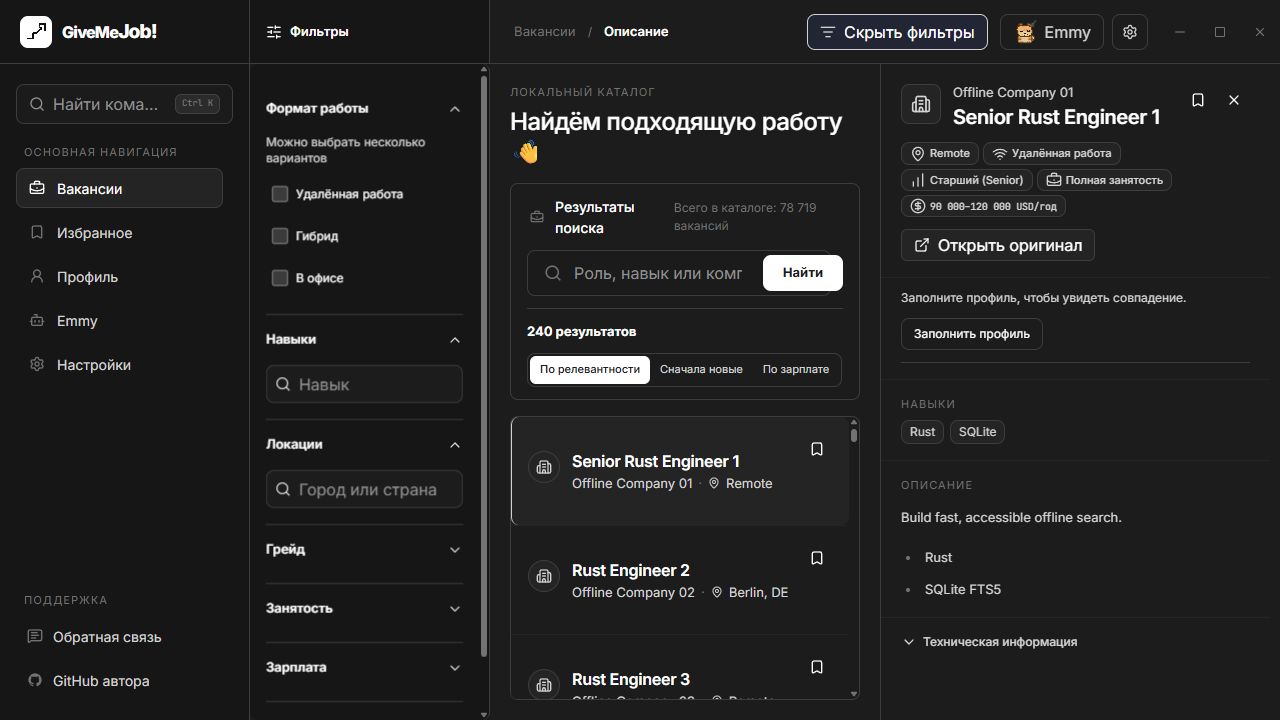 GiveMeJob!
Фильтры
Вакансии / Описание
Скрыть фильтры
Emmy
Найти кома...
Ctrl K
ОСНОВНАЯ НАВИГАЦИЯ
Вакансии
Избранное
Профиль
Emmy
Настройки
ПОДДЕРЖКА
Обратная связь
GitHub автора
Формат работы
Можно выбрать несколько
вариантов
Удалённая работа
Гибрид
В офисе
Навыки
Навык
Локации
Город или страна
Грейд
Занятость
Зарплата
ЛОКАЛЬНЫЙ КАТАЛОГ
Найдём подходящую работу
Результаты
поиска
Всего в каталоге: 78 719
вакансий
Роль, навык или комг
Найти
240 результатов
По релевантности
Сначала новые
По зарплате
Senior Rust Engineer 1
Offline Company 01 · Remote
Rust Engineer 2
Offline Company 02 · Berlin, DE
Rust Engineer 3
Offline Company 01
Senior Rust Engineer 1
Remote
Удалённая работа
Старший (Senior)
Полная занятость
90 000–120 000 USD/год
Открыть оригинал
Заполните профиль, чтобы увидеть совпадение.
Заполнить профиль
НАВЫКИ
Rust
SQLite
ОПИСАНИЕ
Build fast, accessible offline search.
• Rust
• SQLite FTS5
Техническая информация